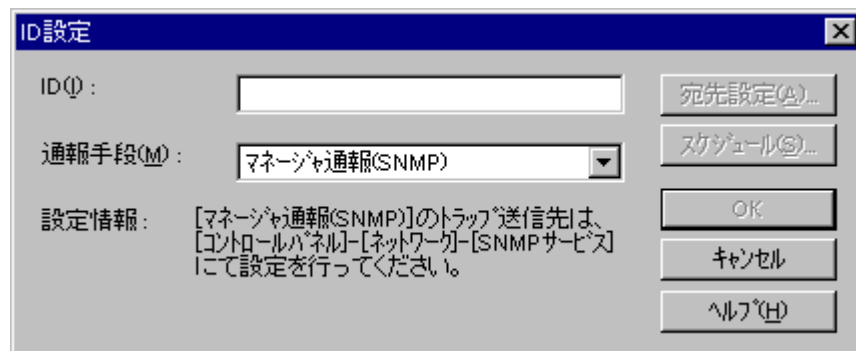 ID設定
ID(I) :
宛先設定(A)...
通報手段(M) :
マネージャ通報(SNMP)
スケジュール(S)...
設定情報 :
[マネージャ通報(SNMP)]のトラップ送信先は、
[コントロールパネル]-[ネットワーク]-[SNMPサービス]
にて設定を行ってください。
OK
キャンセル
ヘルプ(H)